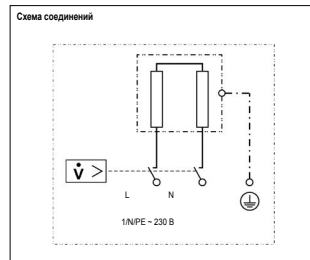 Схема соединений
V̇ >
L N
1/N/PE ~ 230 В